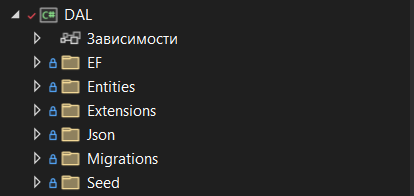 C# DAL
Зависимости
EF
Entities
Extensions
Json
Migrations
Seed